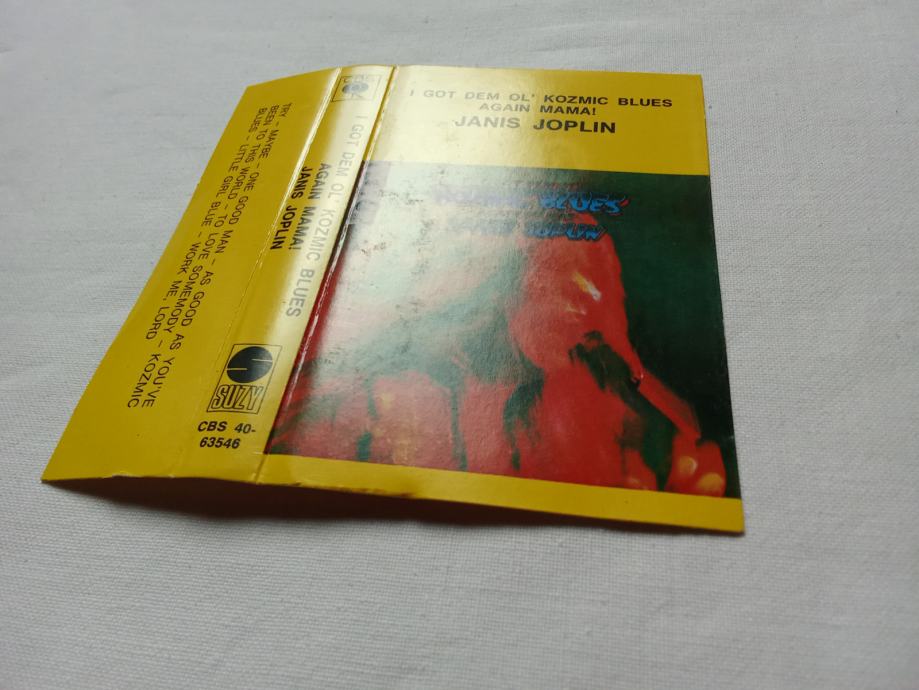 I GOT DEM OL' KOZMIC BLUES
AGAIN MAMA!
JANIS JOPLIN
KOZMIC BLUES
JANIS JOPLIN
CBS
I GOT DEM OL' KOZMIC BLUES
AGAIN MAMA!
JANIS JOPLIN
SUZY
CBS 40-
63546
TRY - MAYBE - ONE GOOD MAN - AS GOOD AS YOU'VE
BEEN TO THIS WORLD - TO LOVE SOMEMODY - KOZMIC
BLUES - LITTLE GIRL BLUE - WORK ME, LORD